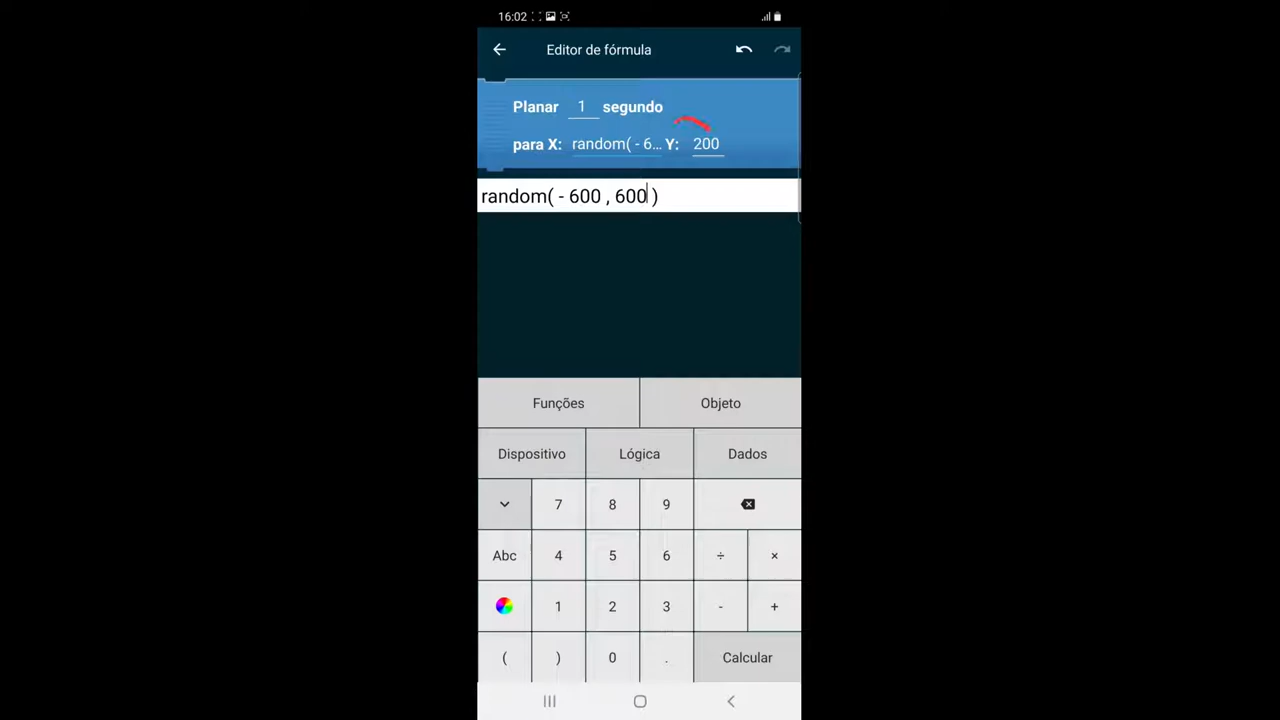 16:02
Editor de fórmula
Planar 1 segundo
para X: random( - 6... Y: 200
random( - 600 , 600 )
Funções Objeto
Dispositivo Lógica Dados
7 8 9
Abc 4 5 6 ÷ ×
1 2 3 - +
( ) 0 . Calcular